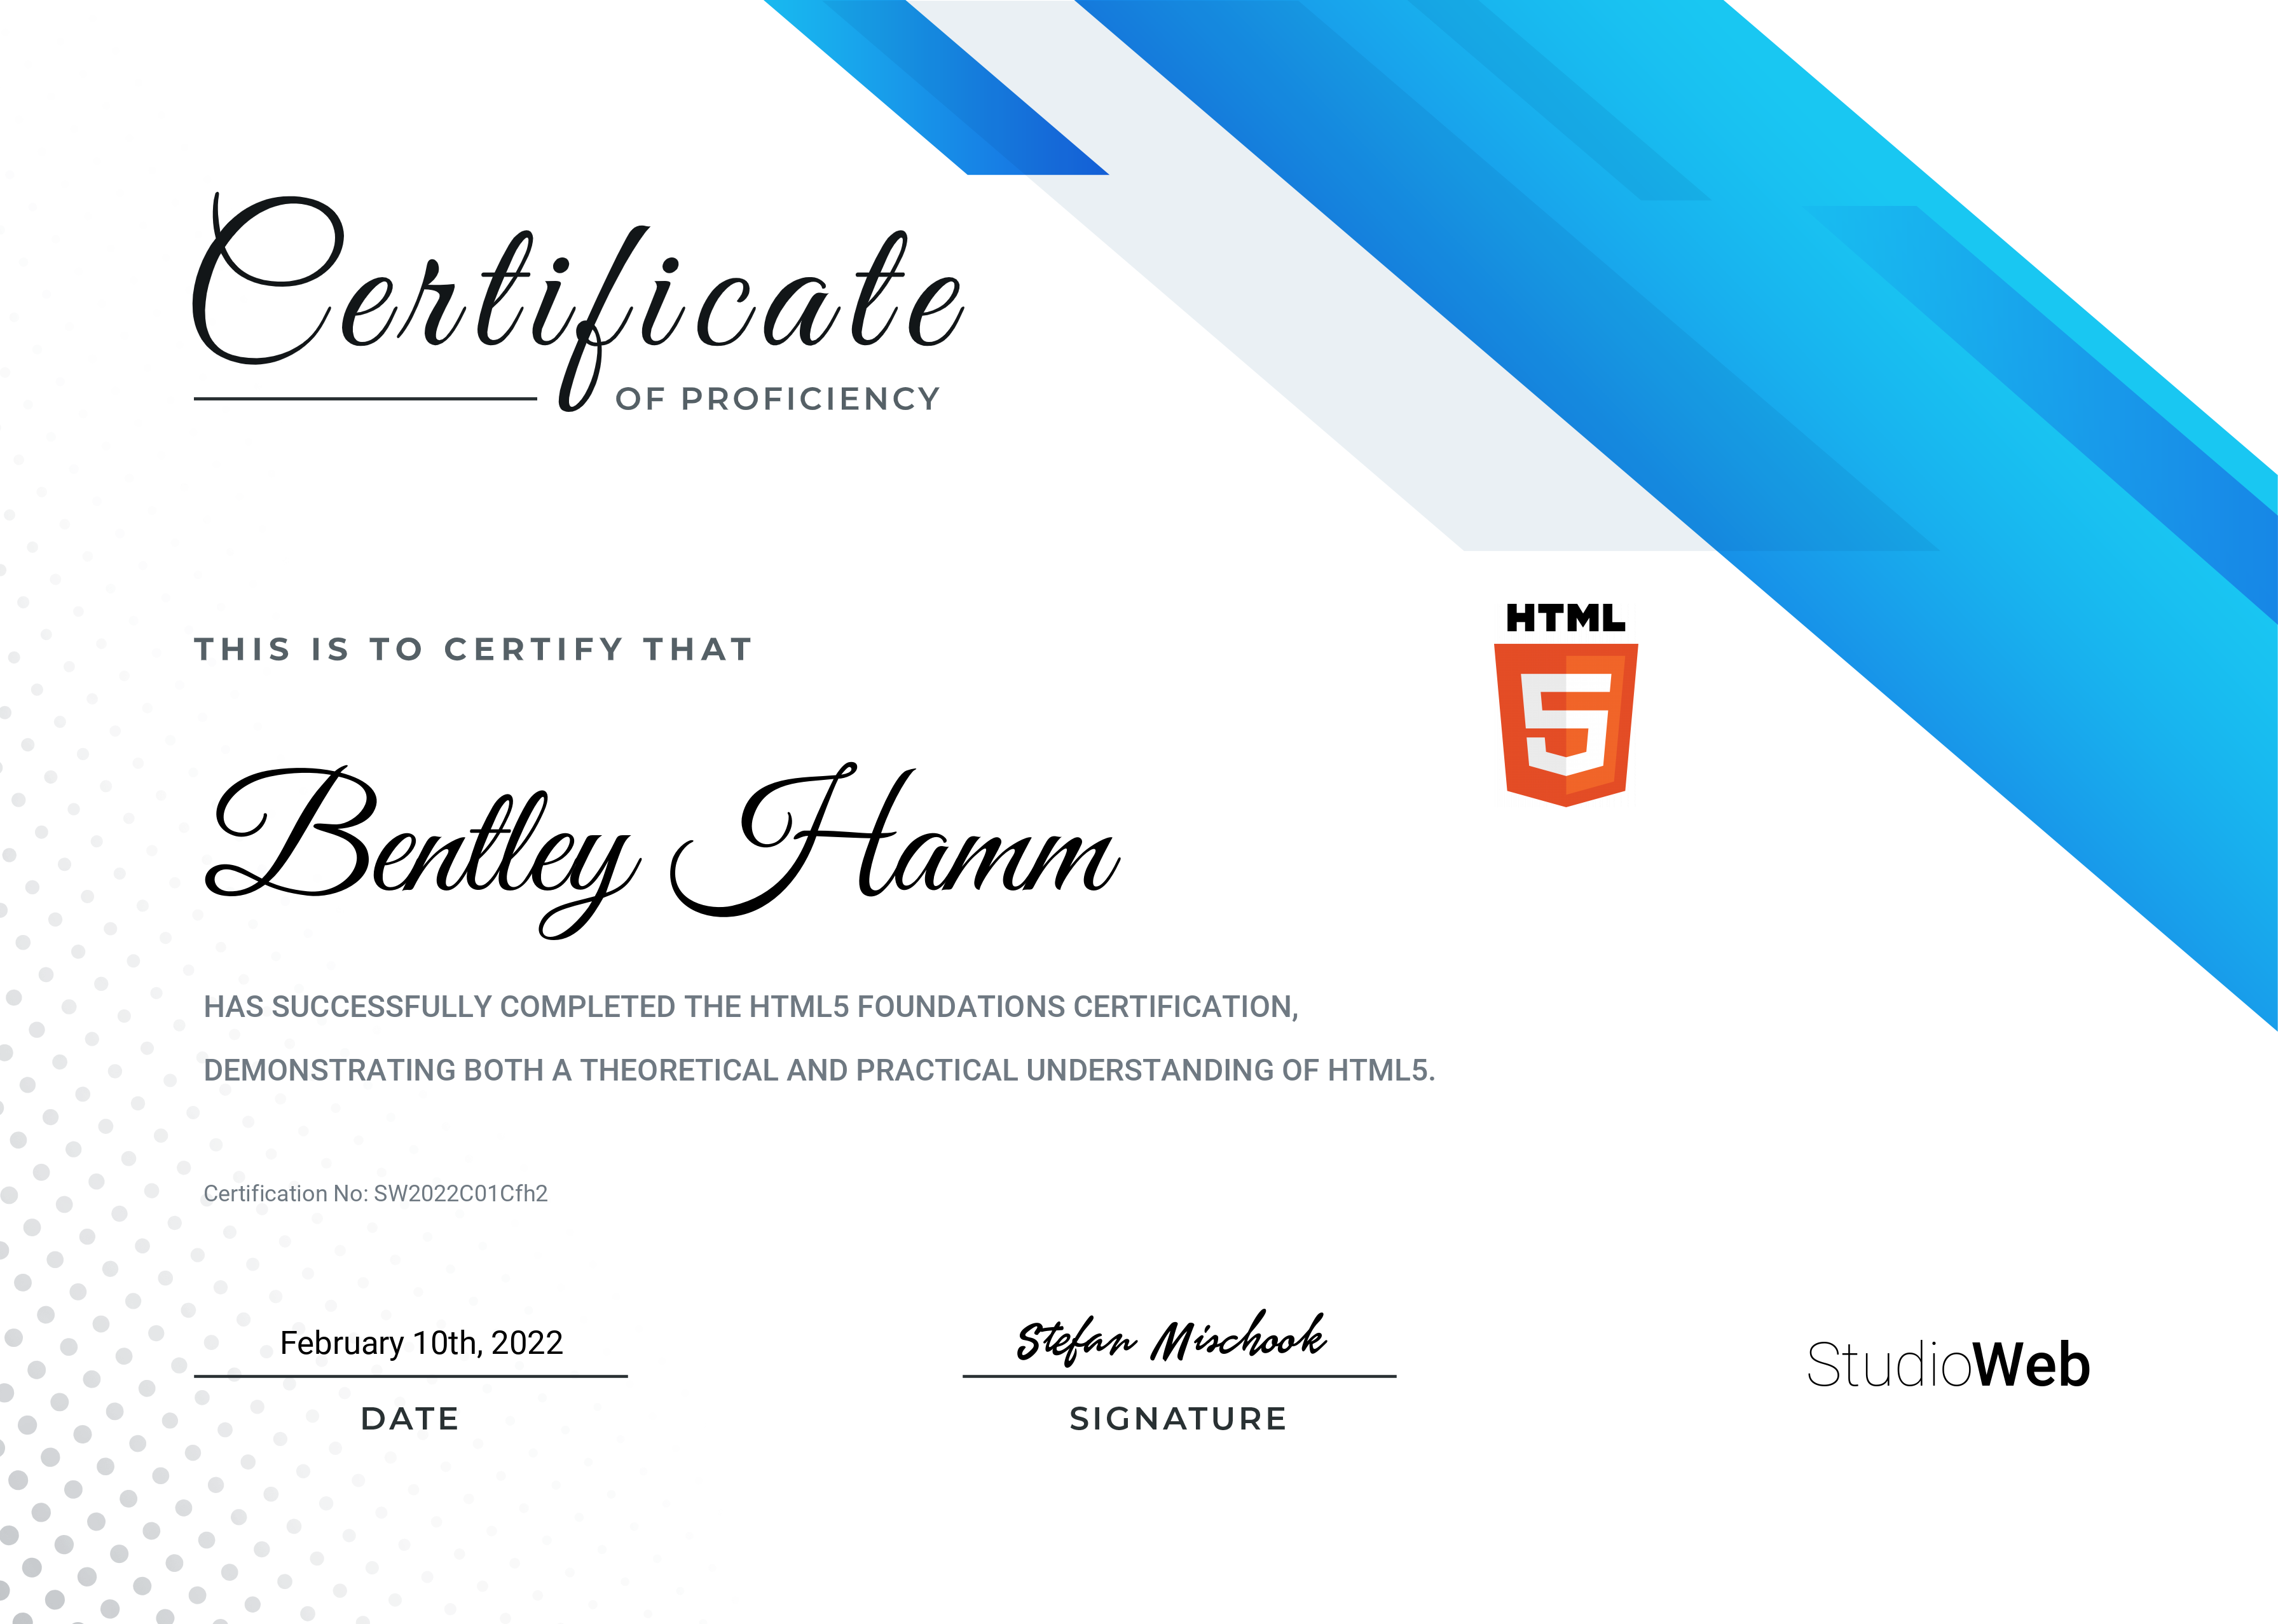 Certificate
OF PROFICIENCY
THIS IS TO CERTIFY THAT
HTML
5
Bentley Hamm
HAS SUCCESSFULLY COMPLETED THE HTML5 FOUNDATIONS CERTIFICATION,
DEMONSTRATING BOTH A THEORETICAL AND PRACTICAL UNDERSTANDING OF HTML5.
Certification No: SW2022C01Cfh2
February 10th, 2022
DATE
Stefan Mischook
SIGNATURE
StudioWeb